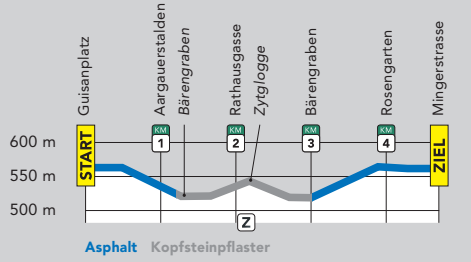 Guisanplatz
Aargauerstalden
Bärengraben
Rathausgasse
Zytglogge
Bärengraben
Rosengarten
Mingerstrasse
START
KM
1
KM
2
KM
3
KM
4
ZIEL
600 m
550 m
500 m
Z
Asphalt Kopfsteinpflaster